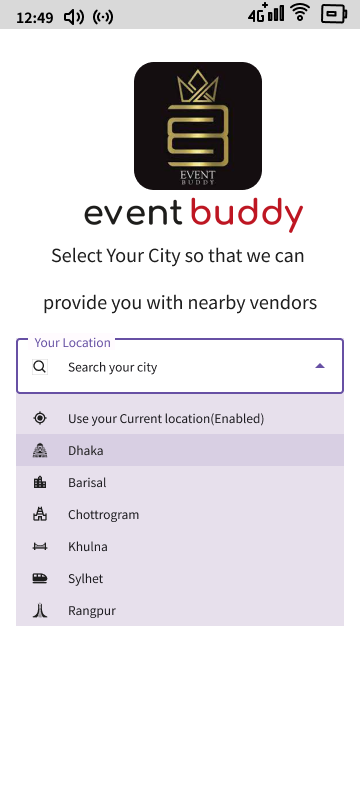 12:49
4G+
EVENT
BUDDY
event buddy
Select Your City so that we can
provide you with nearby vendors
Your Location
Search your city
Use your Current location(Enabled)
Dhaka
Barisal
Chottrogram
Khulna
Sylhet
Rangpur